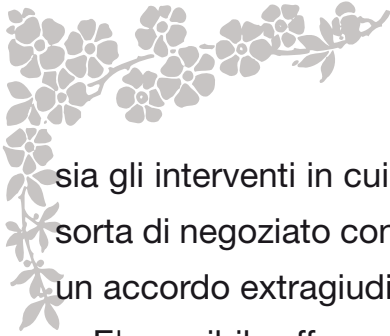 sia gli interventi in cui
sorta di negoziato con
un accordo extragiudi